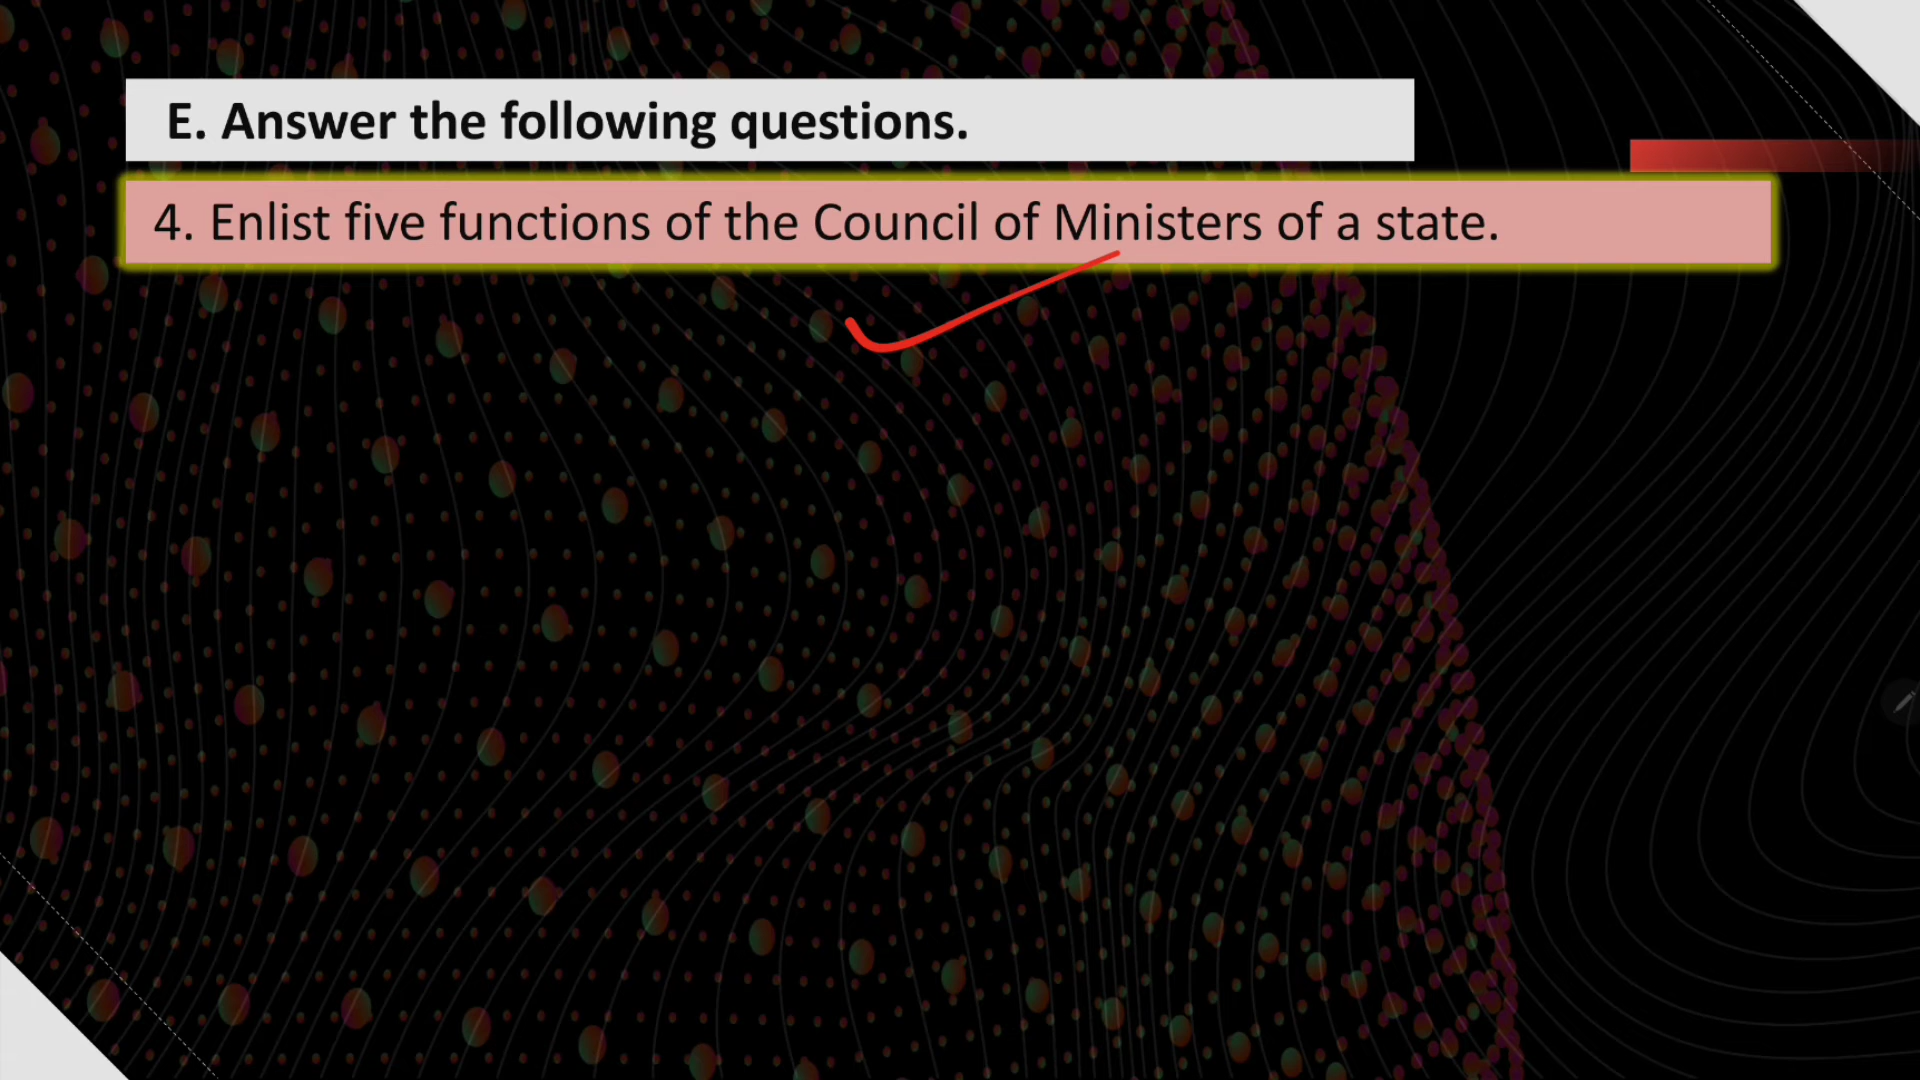 E. Answer the following questions.
4. Enlist five functions of the Council of Ministers of a state.